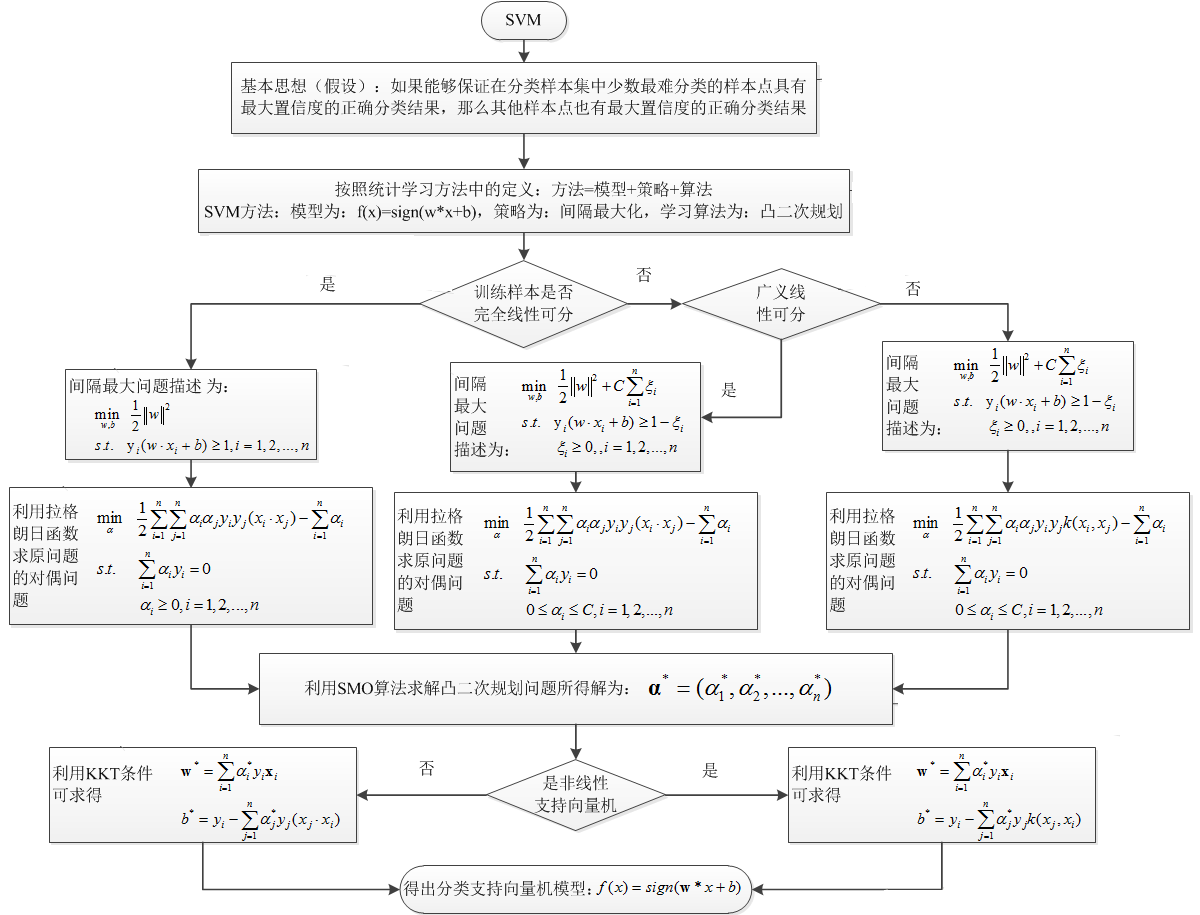 SVM
基本思想(假设):如果能够保证在分类样本集中少数最难分类的样本点具有
最大置信度的正确分类结果,那么其他样本点也有最大置信度的正确分类结果
按照统计学习方法中的定义:方法=模型+策略+算法
SVM方法:模型为:f(x)=sign(w*x+b),策略为:间隔最大化,学习算法为:凸二次规划
是
训练样本是否
完全线性可分
否
广义线
性可分
否
是
间隔最大问题描述 为:
min_{w,b} 1/2 ||w||^2
s.t. y_i(w·x_i+b)≥1,i=1,2,...,n
间隔
最大
问题
描述为:
min_{w,b} 1/2 ||w||^2+C∑_{i=1}^{n}ξ_i
s.t. y_i(w·x_i+b)≥1−ξ_i
ξ_i≥0,,i=1,2,...,n
间隔
最大
问题
描述为:
min_{w,b} 1/2 ||w||^2+C∑_{i=1}^{n}ξ_i
s.t. y_i(w·x_i+b)≥1−ξ_i
ξ_i≥0,,i=1,2,...,n
利用拉格
朗日函数
求原问题
的对偶问
题
min_α 1/2 ∑_{i=1}^{n}∑_{j=1}^{n}α_iα_jy_iy_j(x_i·x_j)−∑_{i=1}^{n}α_i
s.t. ∑_{i=1}^{n}α_iy_i=0
α_i≥0,i=1,2,...,n
利用拉格
朗日函数
求原问题
的对偶问
题
min_α 1/2 ∑_{i=1}^{n}∑_{j=1}^{n}α_iα_jy_iy_j(x_i·x_j)−∑_{i=1}^{n}α_i
s.t. ∑_{i=1}^{n}α_iy_i=0
0≤α_i≤C,i=1,2,...,n
利用拉格
朗日函数
求原问题
的对偶问
题
min_α 1/2 ∑_{i=1}^{n}∑_{j=1}^{n}α_iα_jy_iy_jk(x_i,x_j)−∑_{i=1}^{n}α_i
s.t. ∑_{i=1}^{n}α_iy_i=0
0≤α_i≤C,i=1,2,...,n
利用SMO算法求解凸二次规划问题所得解为: α^*=(α_1^*,α_2^*,...,α_n^*)
否
是非线性
支持向量机
是
利用KKT条件
可求得
w^*=∑_{i=1}^{n}α_i^*y_ix_i
b^*=y_i−∑_{j=1}^{n}α_j^*y_j(x_j·x_i)
利用KKT条件
可求得
w^*=∑_{i=1}^{n}α_i^*y_ix_i
b^*=y_i−∑_{j=1}^{n}α_j^*y_jk(x_j,x_i)
得出分类支持向量机模型:f(x)=sign(w*x+b)